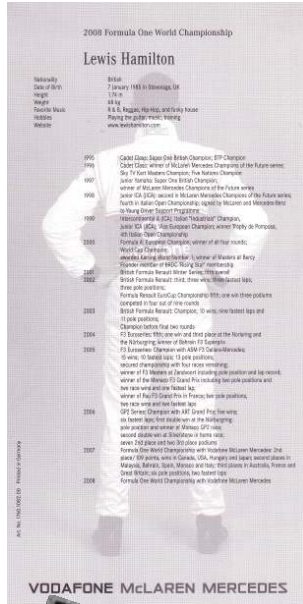 2008 Formula One World Championship
Lewis Hamilton
Nationality British
Date of Birth 7 January 1985 in Stevenage, UK
Height 1.74 m
Weight 68 kg
Favorite Music R & B, Reggae, Hip-Hop, and funky house
Hobbies Playing the guitar, music, training
Website www.lewishamilton.com
1995 Cadet Class: Super One British Champion; STP Champion
1996 Cadet Class: winner of McLaren Mercedes Champions of the Future series;
Sky TV Kart Masters Champion; Five Nations Champion
1997 Junior Yamaha: Super One British Champion,
winner of McLaren Mercedes Champions of the Future series
1998 Junior ICA (JICA): second in McLaren Mercedes Champions of the Future series;
fourth in Italian Open Championship; signed by McLaren and Mercedes-Benz
to Young Driver Support Programme
1999 Intercontinental A (ICA): Italian "Industrials" Champion,
Junior ICA (JICA): Vice European Champion; winner Trophy de Pomposa,
4th Italian Open Championship
2000 Formula A: European Champion, winner of all four rounds;
World Cup Champion;
awarded Karting World Number 1; winner of Masters at Bercy
Founder-member of BRDC "Rising Star" membership
2001 British Formula Renault Winter Series; fifth overall
2002 British Formula Renault: third, three wins, three fastest laps,
three pole positions;
Formula Renault EuroCup Championship fifth; one win three podiums
competed in four out of nine rounds
2003 British Formula Renault: Champion, 10 wins, nine fastest laps and
11 pole positions;
Champion before final two rounds
2004 F3 Euroseries: fifth; one win and third place at the Norisring and
the Nürburgring; winner of Bahrain F3 Superprix
2005 F3 Euroseries: Champion with ASM F3 Dallara-Mercedes;
15 wins; 10 fastest laps; 13 pole positions,
secured championship with four races remaining;
winner of F3 Masters at Zandvoort including pole position and lap record;
winner of the Monaco F3 Grand Prix including two pole positions and
two race wins and one fastest lap;
winner of Pau F3 Grand Prix in France; two pole positions,
two race wins and two fastest laps
2006 GP2 Series: Champion with ART Grand Prix; five wins;
six fastest laps; first double-win at the Nürburgring;
pole position and winner of Monaco GP2 race;
second double-win at Silverstone in home race;
seven 2nd place and two 3rd place podiums
2007 Formula One World Championship with Vodafone McLaren Mercedes: 2nd
place/ 109 points, wins in Canada, USA, Hungary and Japan; second places in
Malaysia, Bahrain, Spain, Monaco and Italy; third places in Australia, France and
Great Britain; six pole positions, two fastest laps
2008 Formula One World Championship with Vodafone McLaren Mercedes
Printed in Germany
VODAFONE McLAREN MERCEDES